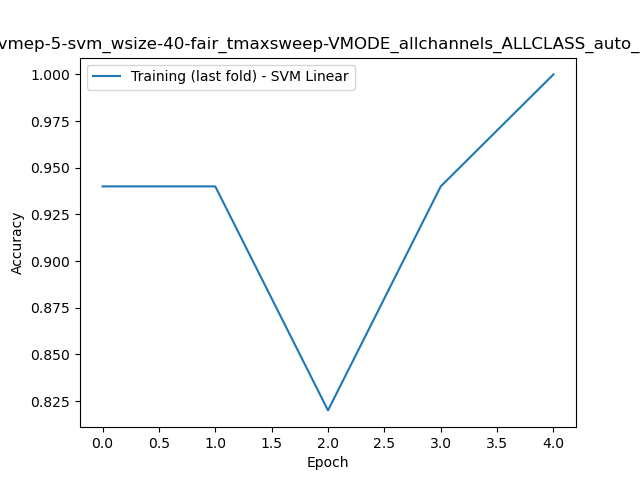 vmep-5-svm_wsize-40-fair_tmaxsweep-VMODE_allchannels_ALLCLASS_auto_
Training (last fold) - SVM Linear
1.000
0.975
0.950
0.925
0.900
0.875
0.850
0.825
Accuracy
0.0 0.5 1.0 1.5 2.0 2.5 3.0 3.5 4.0
Epoch